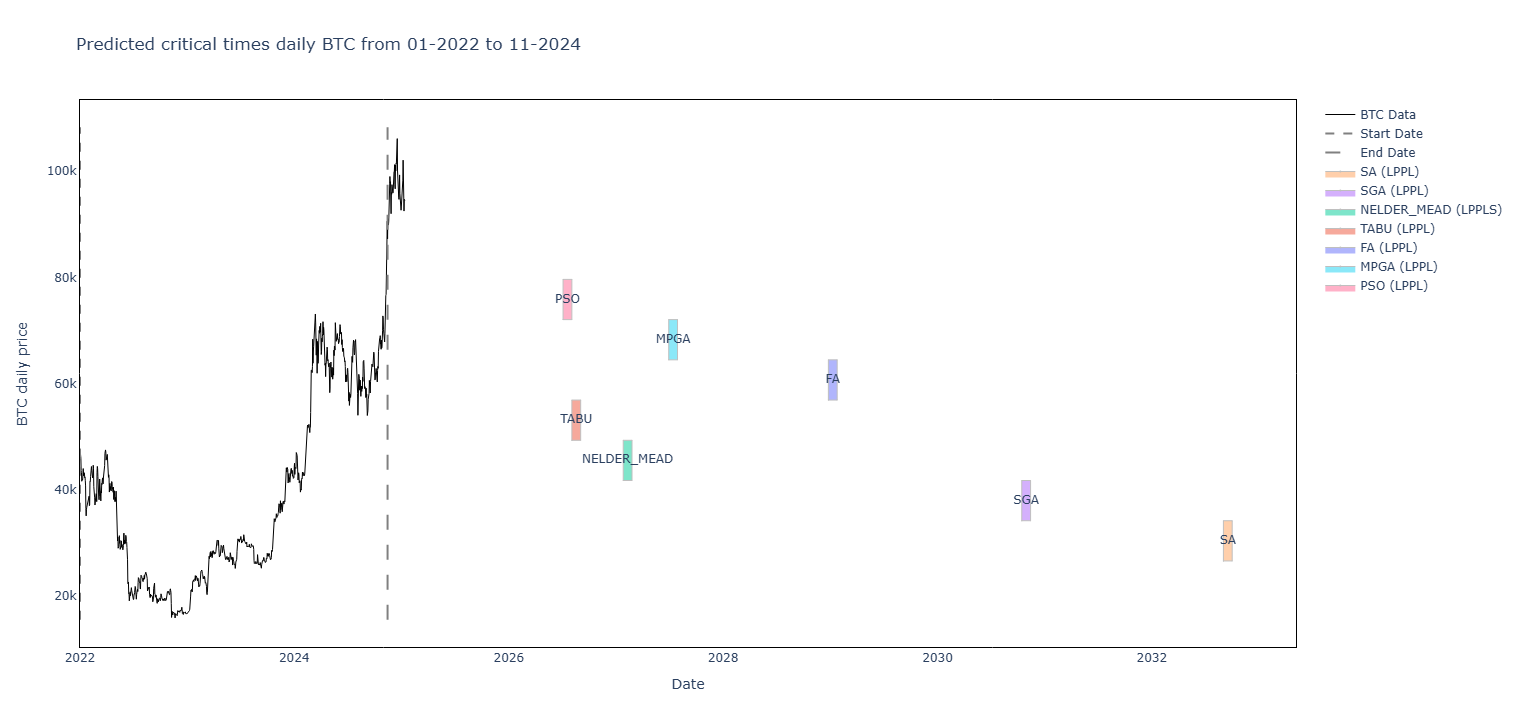 Predicted critical times daily BTC from 01-2022 to 11-2024
BTC Data
Start Date
End Date
SA (LPPL)
SGA (LPPL)
NELDER_MEAD (LPPLS)
TABU (LPPL)
FA (LPPL)
MPGA (LPPL)
PSO (LPPL)
BTC daily price
100k
80k
60k
40k
20k
PSO
MPGA
FA
TABU
NELDER_MEAD
SGA
SA
2022
2024
2026
2028
2030
2032
Date